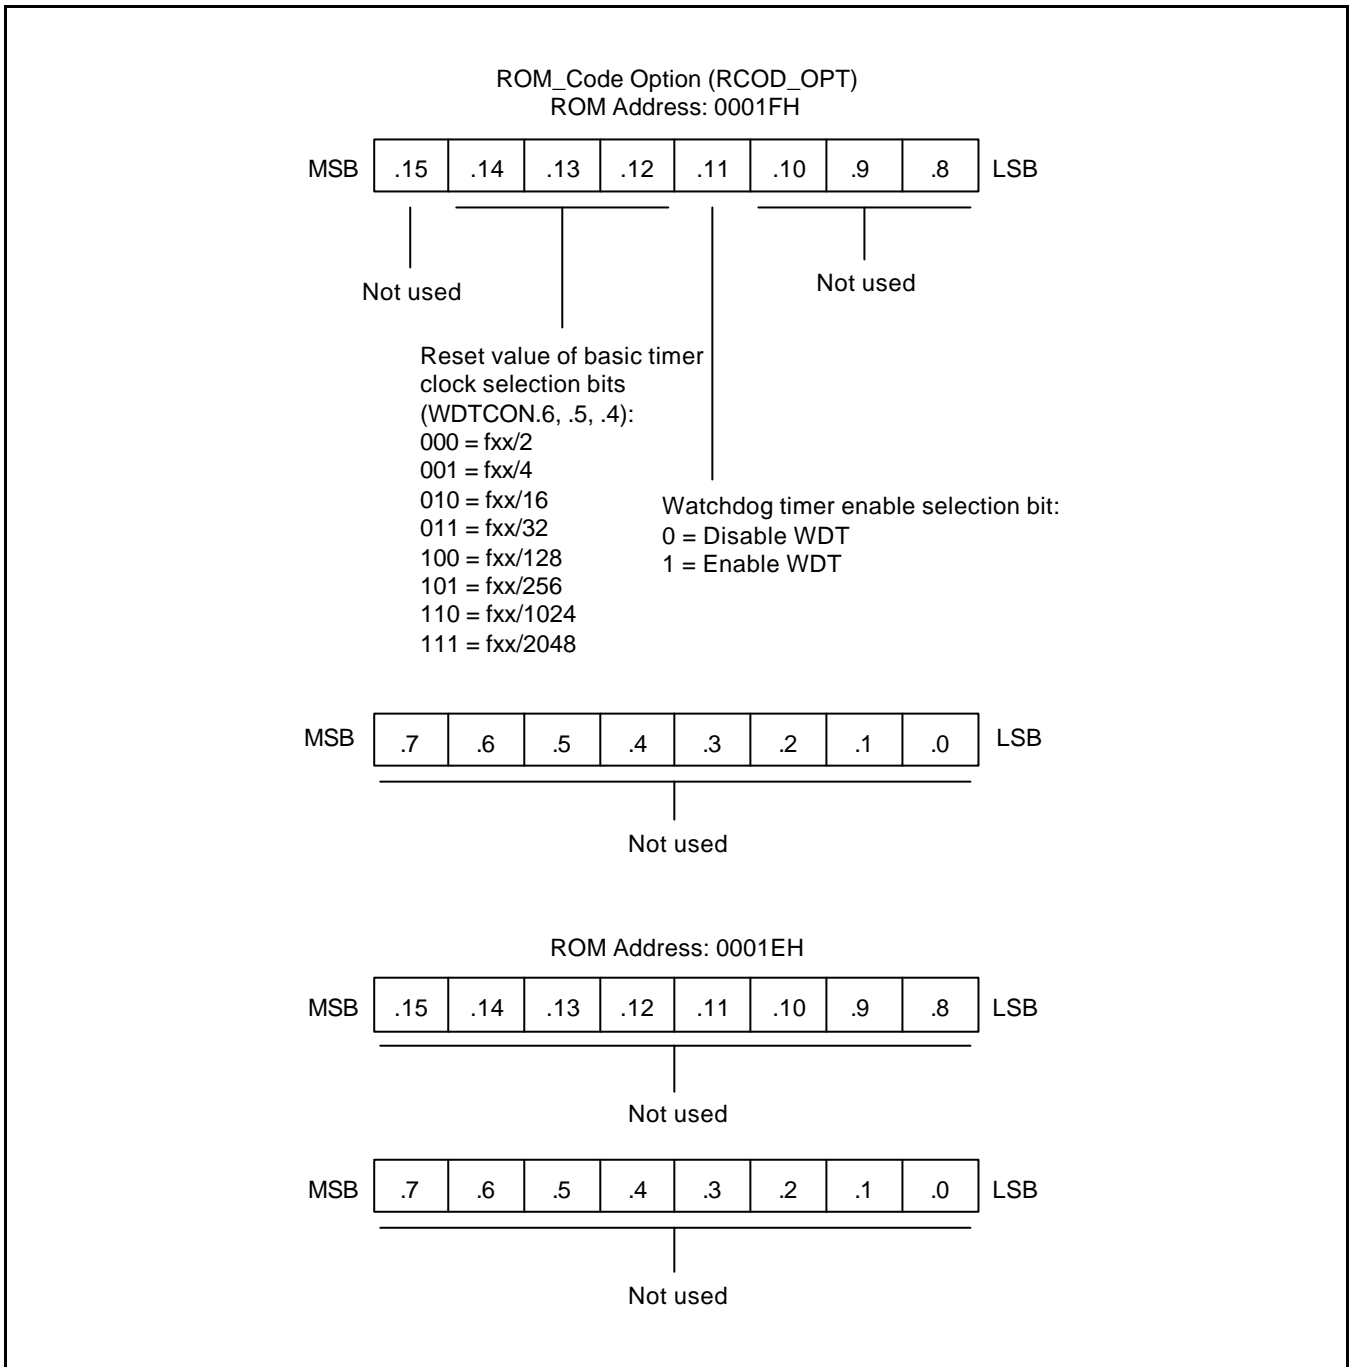 ROM_Code Option (RCOD_OPT)
ROM Address: 0001FH
MSB .15 .14 .13 .12 .11 .10 .9 .8 LSB
Not used
Not used
Reset value of basic timer
clock selection bits
(WDTCON.6, .5, .4):
000 = fxx/2
001 = fxx/4
010 = fxx/16
011 = fxx/32
100 = fxx/128
101 = fxx/256
110 = fxx/1024
111 = fxx/2048
Watchdog timer enable selection bit:
0 = Disable WDT
1 = Enable WDT
MSB .7 .6 .5 .4 .3 .2 .1 .0 LSB
Not used
ROM Address: 0001EH
MSB .15 .14 .13 .12 .11 .10 .9 .8 LSB
Not used
MSB .7 .6 .5 .4 .3 .2 .1 .0 LSB
Not used